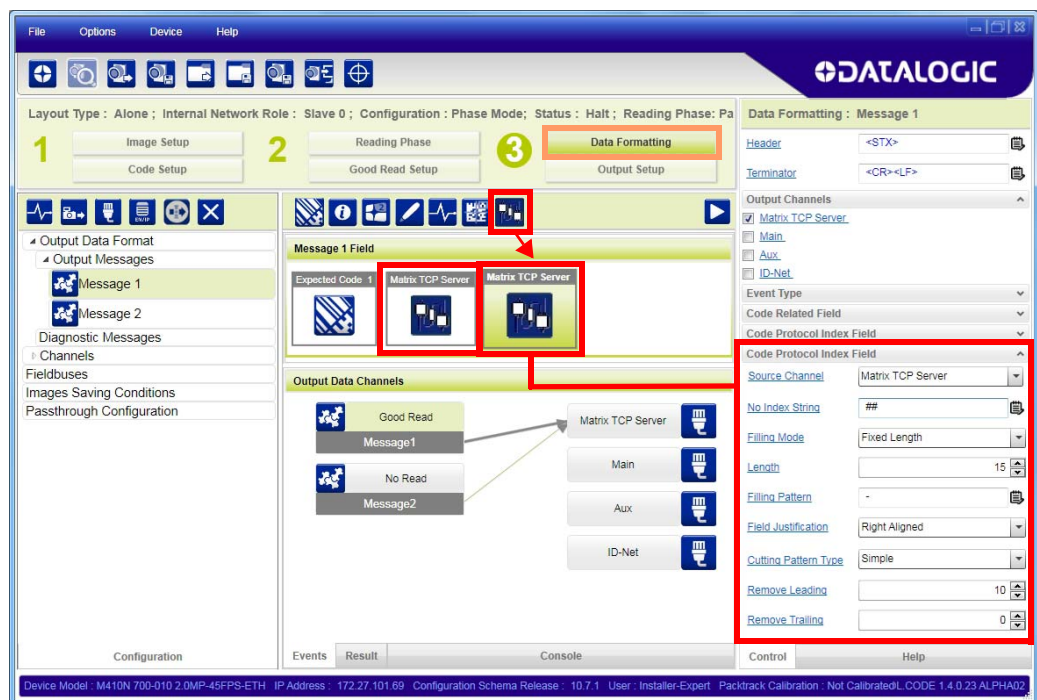 File Options Device Help
DATALOGIC
Layout Type : Alone ; Internal Network Role : Slave 0 ; Configuration : Phase Mode; Status : Halt ; Reading Phase: Pa
1 Image Setup
Code Setup
2 Reading Phase
Good Read Setup
3 Data Formatting
Output Setup
Output Data Format
Output Messages
Message 1
Message 2
Diagnostic Messages
Channels
Fieldbuses
Images Saving Conditions
Passthrough Configuration
Configuration
EN/IP
Message 1 Field
Expected Code 1
Matrix TCP Server
Matrix TCP Server
Output Data Channels
Good Read
Message1
No Read
Message2
Matrix TCP Server
Main
Aux
ID-Net
Events Result Console
Data Formatting : Message 1
Header <STX>
Terminator <CR><LF>
Output Channels
Matrix TCP Server
Main
Aux
ID-Net
Event Type
Code Related Field
Code Protocol Index Field
Code Protocol Index Field
Source Channel Matrix TCP Server
No Index String ##
Filling Mode Fixed Length
Length 15
Filling Pattern -
Field Justification Right Aligned
Cutting Pattern Type Simple
Remove Leading 10
Remove Trailing 0
Control Help
Device Model : M410N 700-010 2.0MP-45FPS-ETH IP Address : 172.27.101.69 Configuration Schema Release : 10.7.1 User : Installer-Expert Packtrack Calibration : Not Calibrated\L.CODE 1.4.0.23 ALPHA02